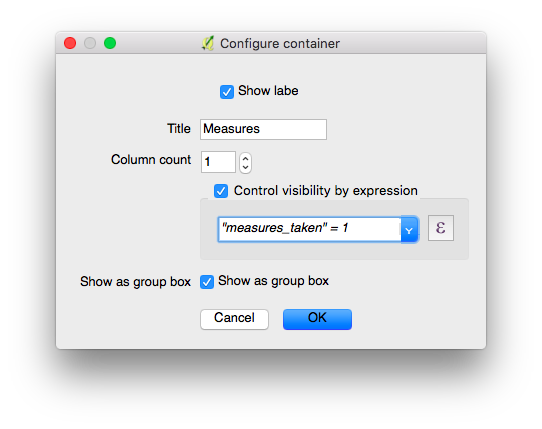 Configure container
Show labe
Title Measures
Column count 1
Control visibility by expression
"measures_taken" = 1 ε
Show as group box Show as group box
Cancel OK